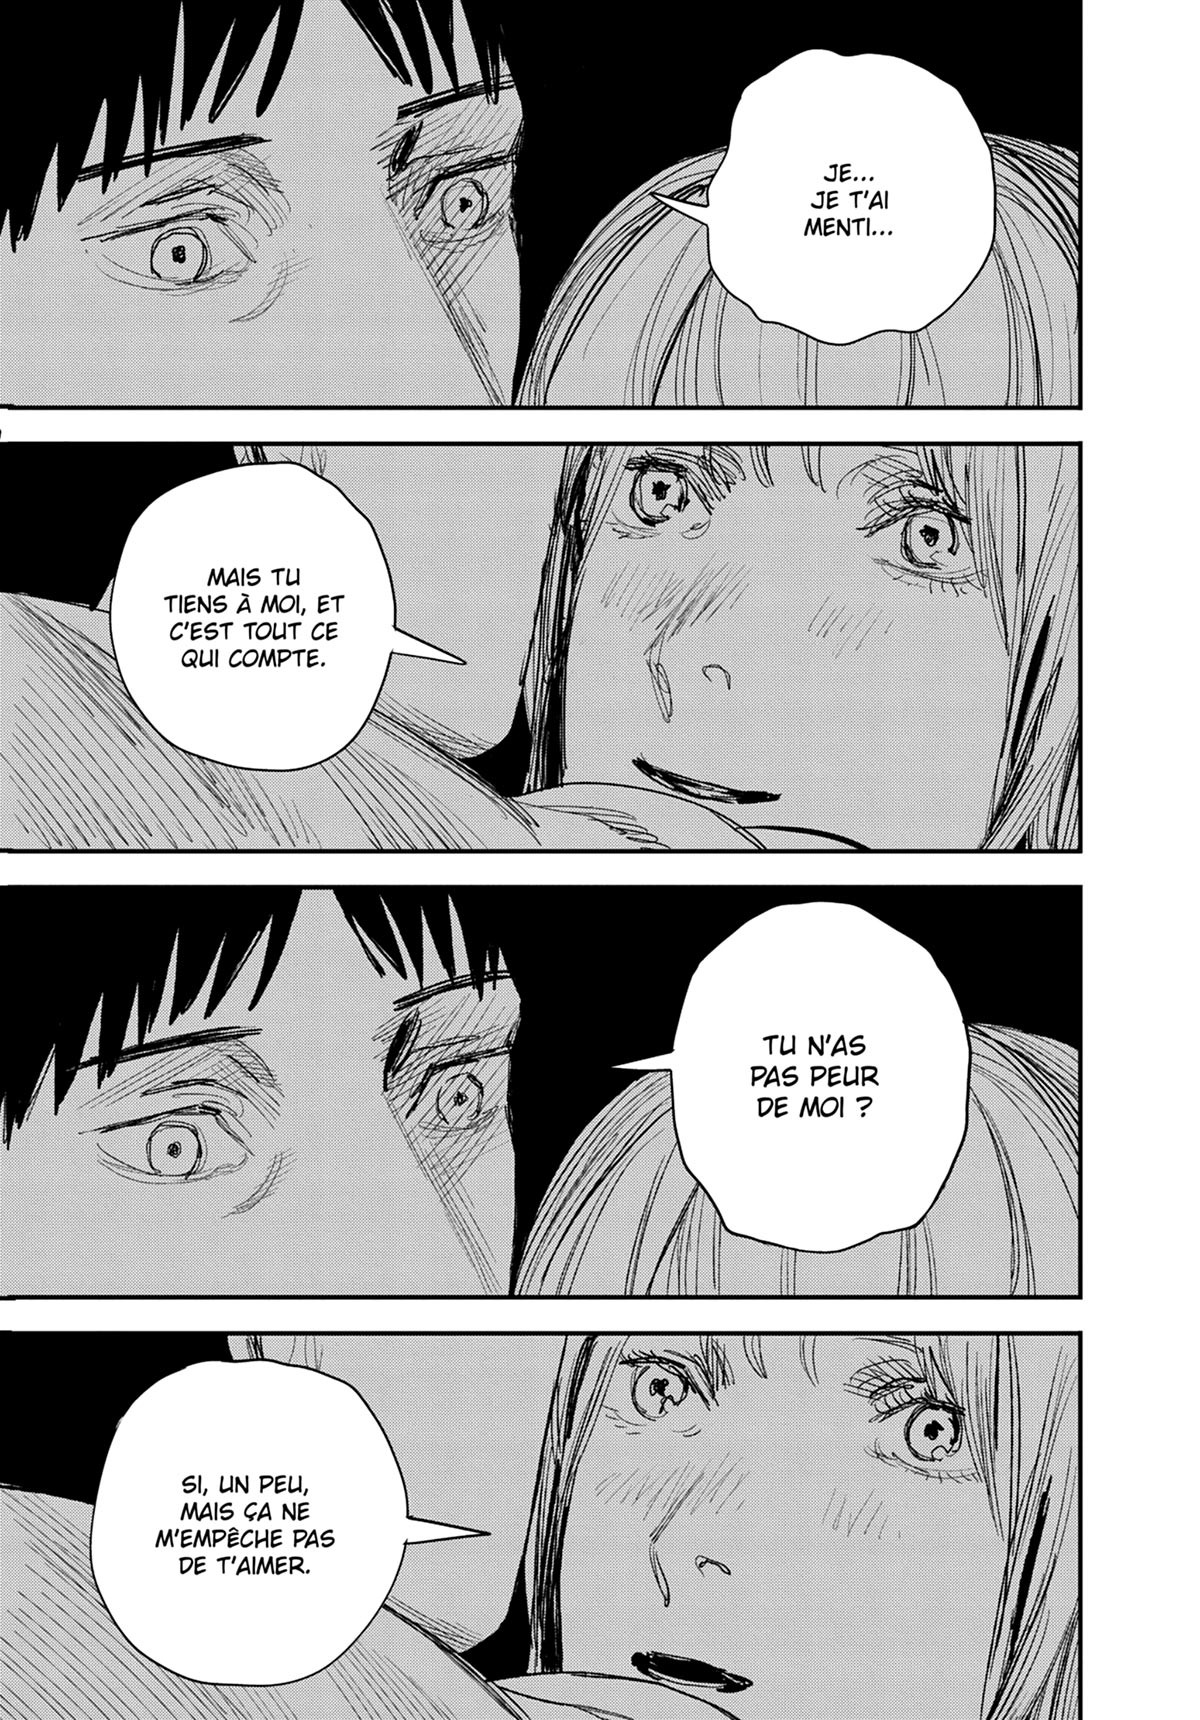 JE...
JE T'AI
MENTI...
MAIS TU
TIENS À MOI, ET
C'EST TOUT CE
QUI COMPTE.
TU N'AS
PAS PEUR
DE MOI ?
SI, UN PEU,
MAIS ÇA NE
M'EMPÊCHE PAS
DE T'AIMER.